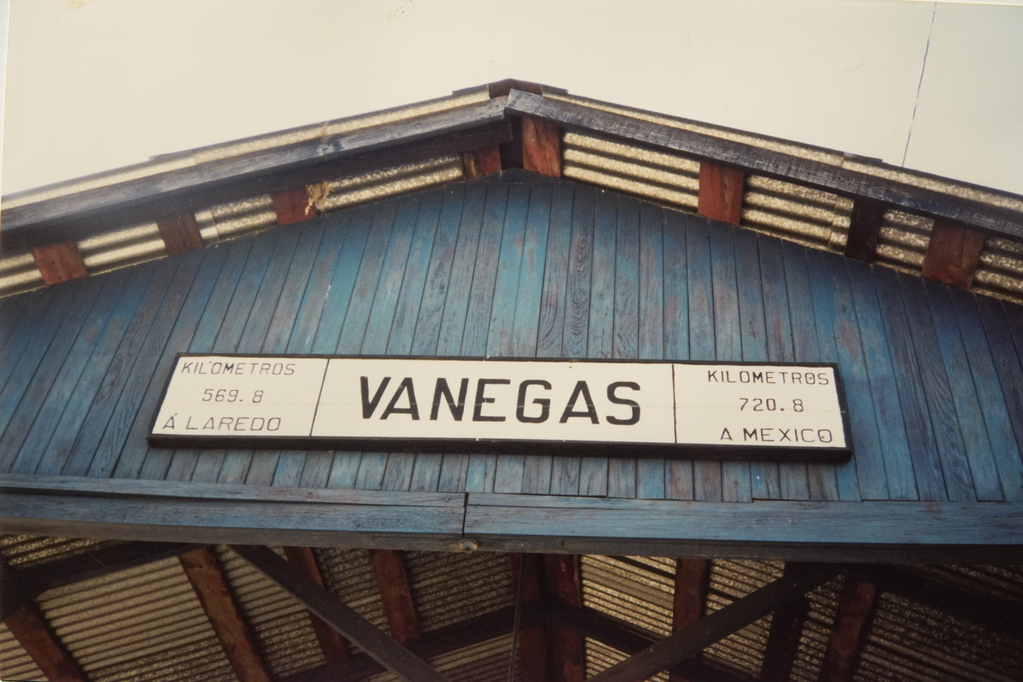 KILOMETROS
569.8
A LAREDO
VANEGAS
KILOMETROS
720.8
A MEXICO